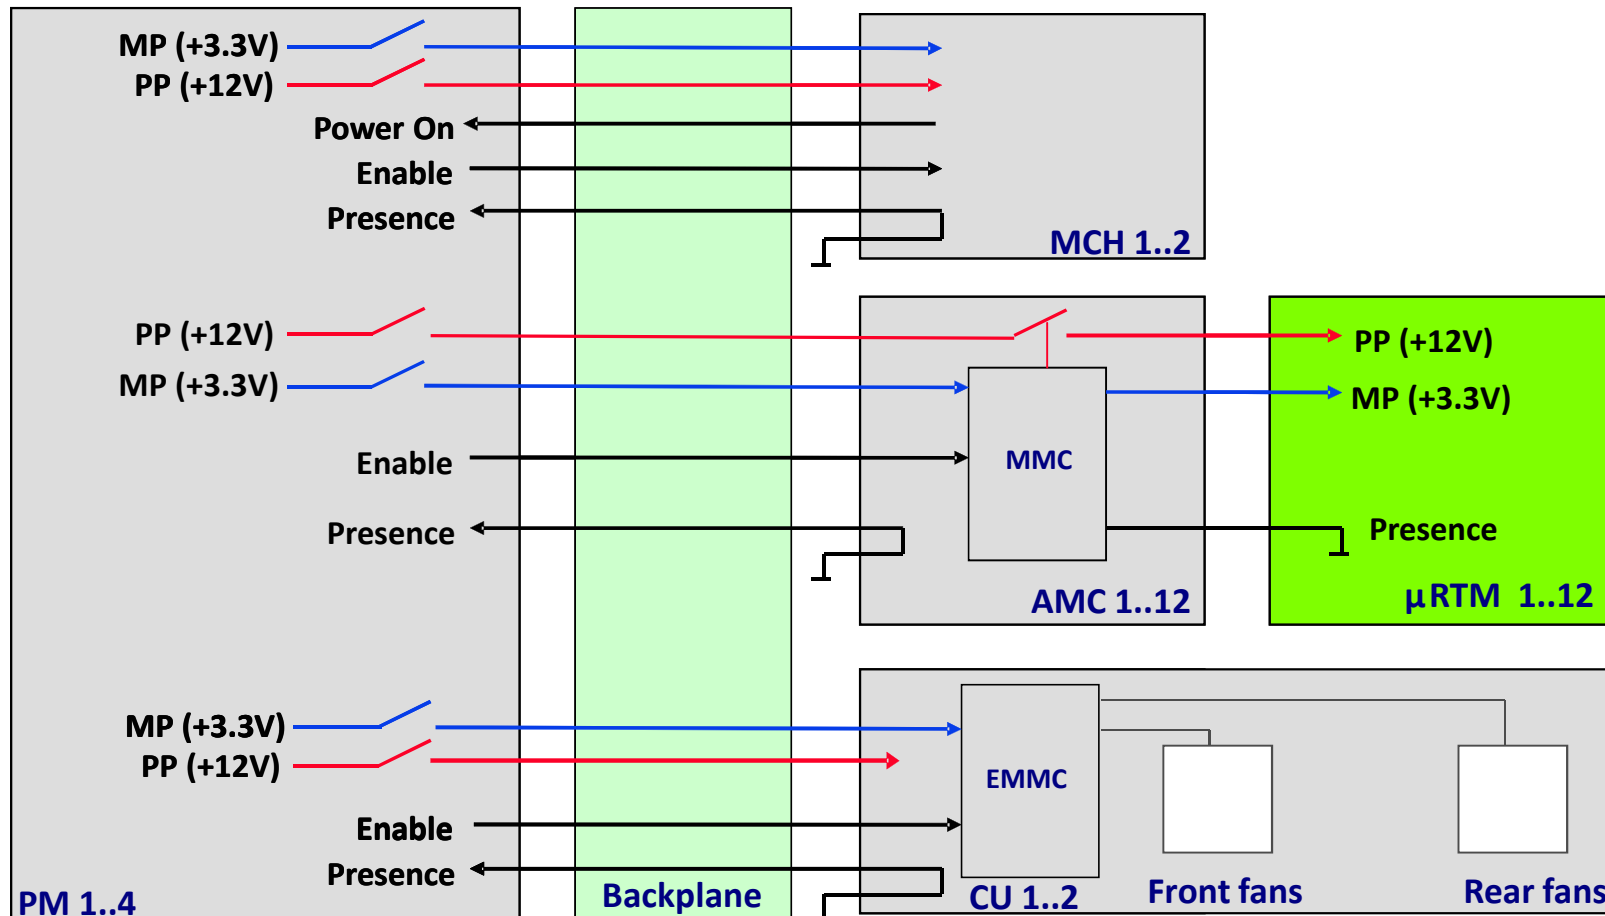 MP (+3.3V)
PP (+12V)
Power On
Enable
Presence
MCH 1..2
PP (+12V)
MP (+3.3V)
Enable
Presence
MMC
AMC 1..12
PP (+12V)
MP (+3.3V)
Presence
µRTM 1..12
MP (+3.3V)
PP (+12V)
Enable
Presence
EMMC
CU 1..2
Front fans
Rear fans
PM 1..4
Backplane